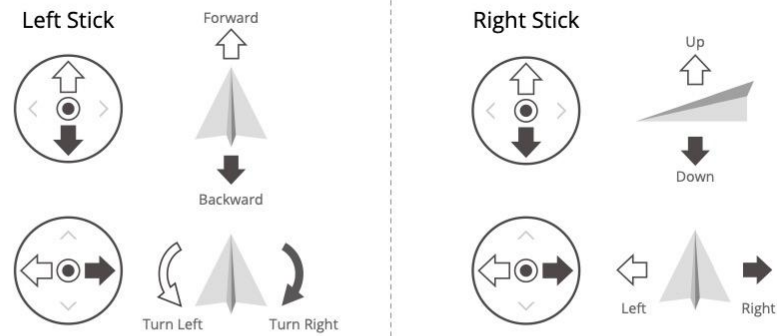 Left Stick
Forward
Backward
Turn Left
Turn Right
Right Stick
Up
Down
Left
Right